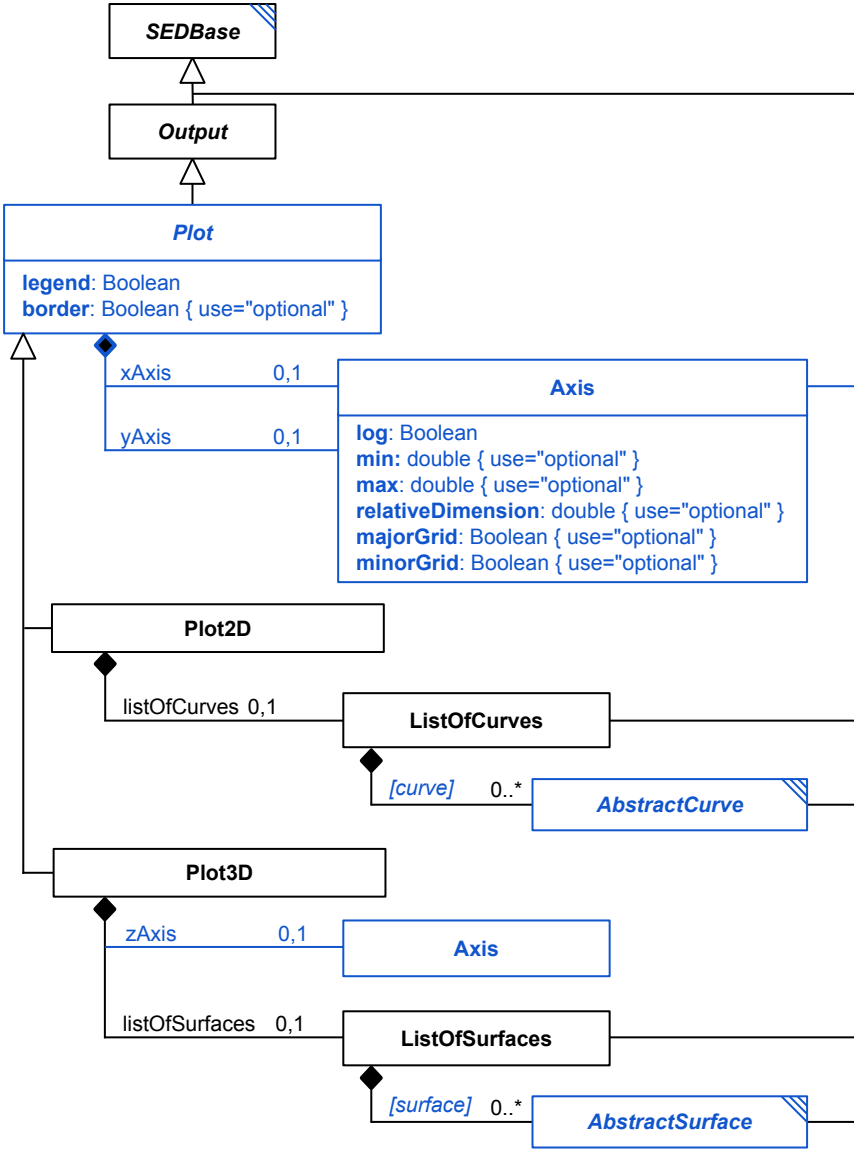 SEDBase
Output
Plot
legend: Boolean
border: Boolean { use="optional" }
xAxis 0,1
Axis
yAxis 0,1
log: Boolean
min: double { use="optional" }
max: double { use="optional" }
relativeDimension: double { use="optional" }
majorGrid: Boolean { use="optional" }
minorGrid: Boolean { use="optional" }
Plot2D
listOfCurves 0,1
ListOfCurves
[curve] 0..*
AbstractCurve
Plot3D
zAxis 0,1
Axis
listOfSurfaces 0,1
ListOfSurfaces
[surface] 0..*
AbstractSurface